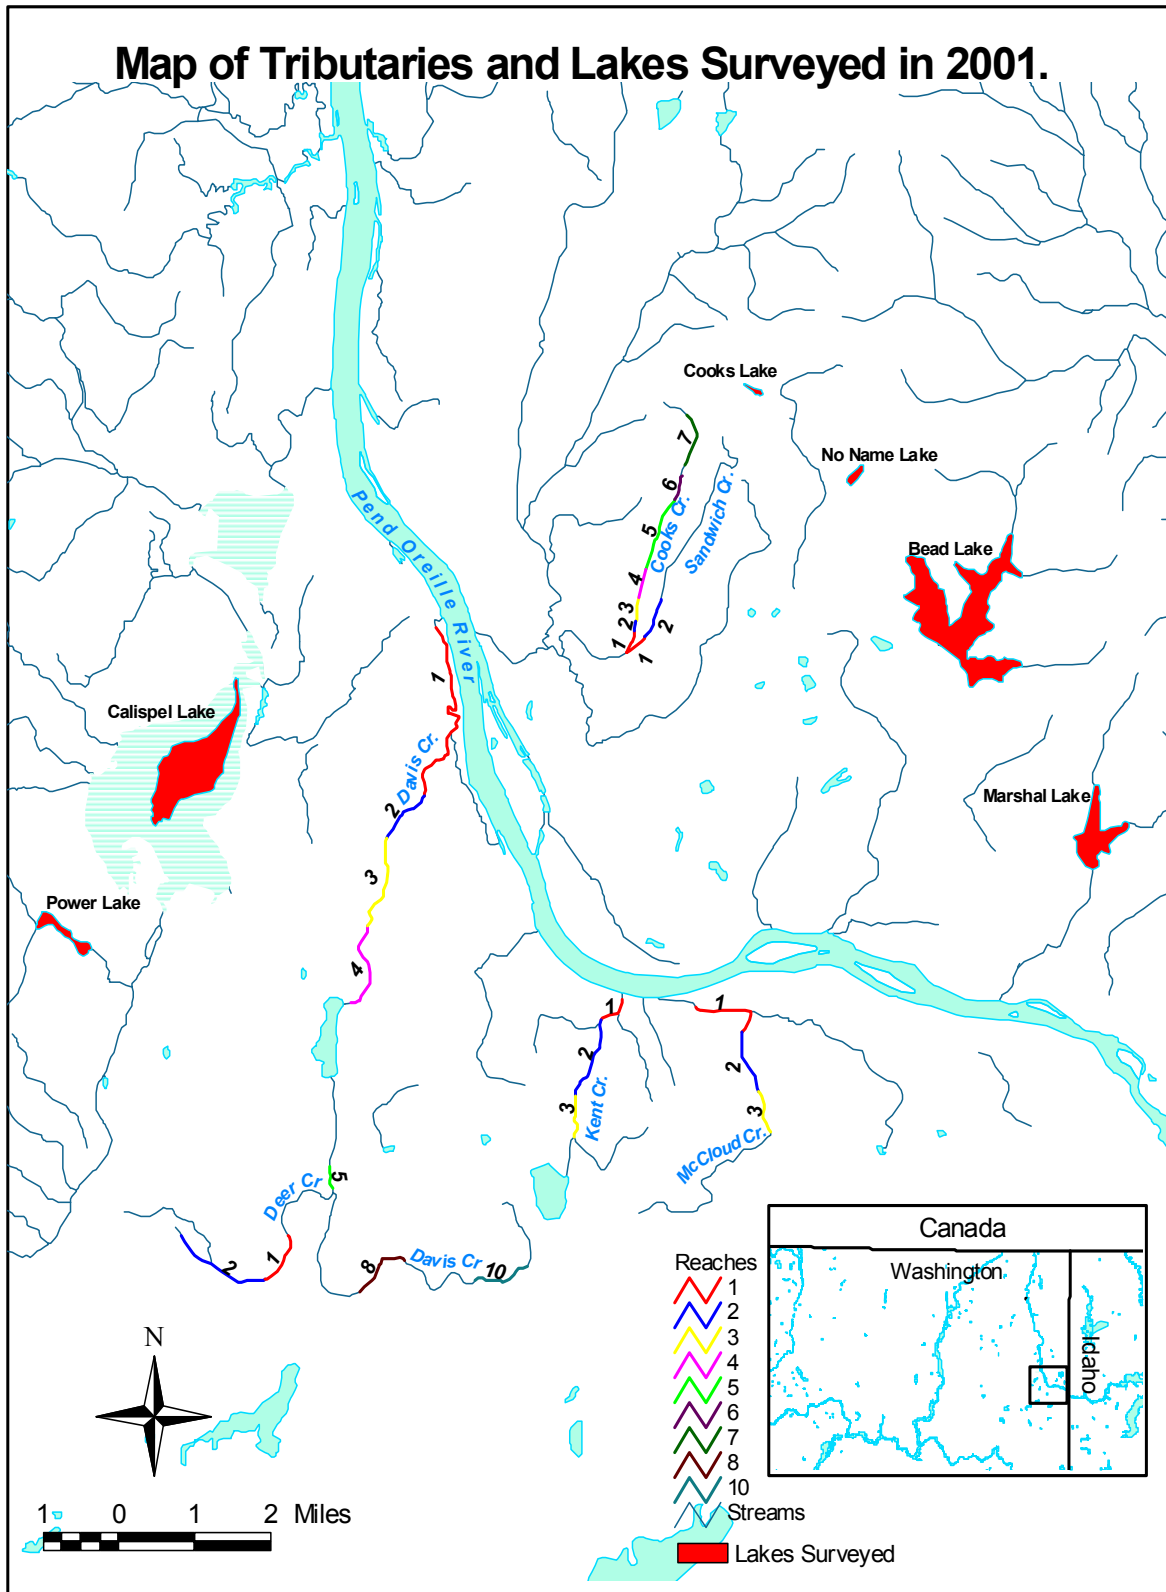 Map of Tributaries and Lakes Surveyed in 2001.
Cooks Lake
No Name Lake
Bead Lake
Marshal Lake
Calispel Lake
Power Lake
Pend Oreille River
7
6
5
4
3
2
1
Cooks Cr.
Sandwich Cr.
2
1
1
Davis Cr.
2
3
4
5
Deer Cr
1
2
8
Davis Cr
10
1
2
3
Kent Cr.
1
2
3
McCloud Cr.
N
1 0 1 2 Miles
Reaches
1
2
3
4
5
6
7
8
10
Streams
Lakes Surveyed
Canada
Washington
Idaho